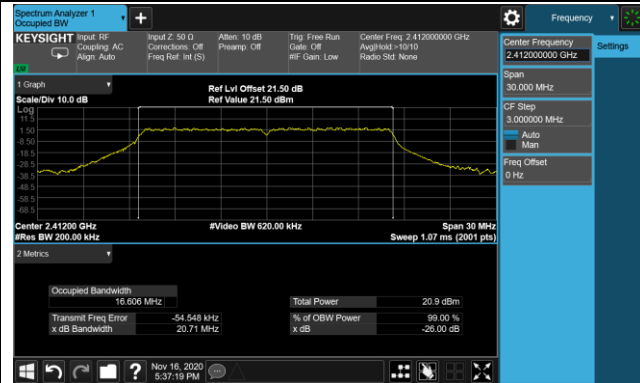 Spectrum Analyzer 1
Occupied BW
Frequency
KEYSIGHT
Input: RF
Coupling: AC
Align: Auto
Input Z: 50 Ω
Corrections: Off
Freq Ref: Int (S)
Atten: 10 dB
Preamp: Off
Trig: Free Run
Gate: Off
#IF Gain: Low
Center Freq: 2.412000000 GHz
Avg|Hold:>10/10
Radio Std: None
LNI
Center Frequency
2.412000000 GHz
Settings
Span
30.000 MHz
CF Step
3.000000 MHz
Auto
Man
Freq Offset
0 Hz
1 Graph
Scale/Div 10.0 dB
Ref Lvl Offset 21.50 dB
Ref Value 21.50 dBm
Log
11.5
1.50
-8.50
-18.5
-28.5
-38.5
-48.5
-58.5
-68.5
Center 2.41200 GHz
#Res BW 200.00 kHz
#Video BW 620.00 kHz
Span 30 MHz
Sweep 1.07 ms (2001 pts)
2 Metrics
Occupied Bandwidth
16.606 MHz
Total Power 20.9 dBm
Transmit Freq Error -54.548 kHz
% of OBW Power 99.00 %
x dB Bandwidth 20.71 MHz
x dB -26.00 dB
Nov 16, 2020
5:37:19 PM